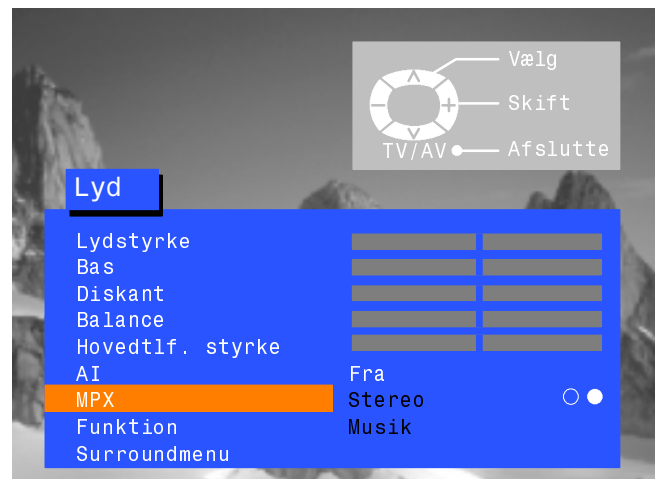 Vælg
Skift
TV/AV Afslutte
Lyd
Lydstyrke
Bas
Diskant
Balance
Hovedtlf. styrke
AI Fra
MPX Stereo
Funktion Musik
Surroundmenu